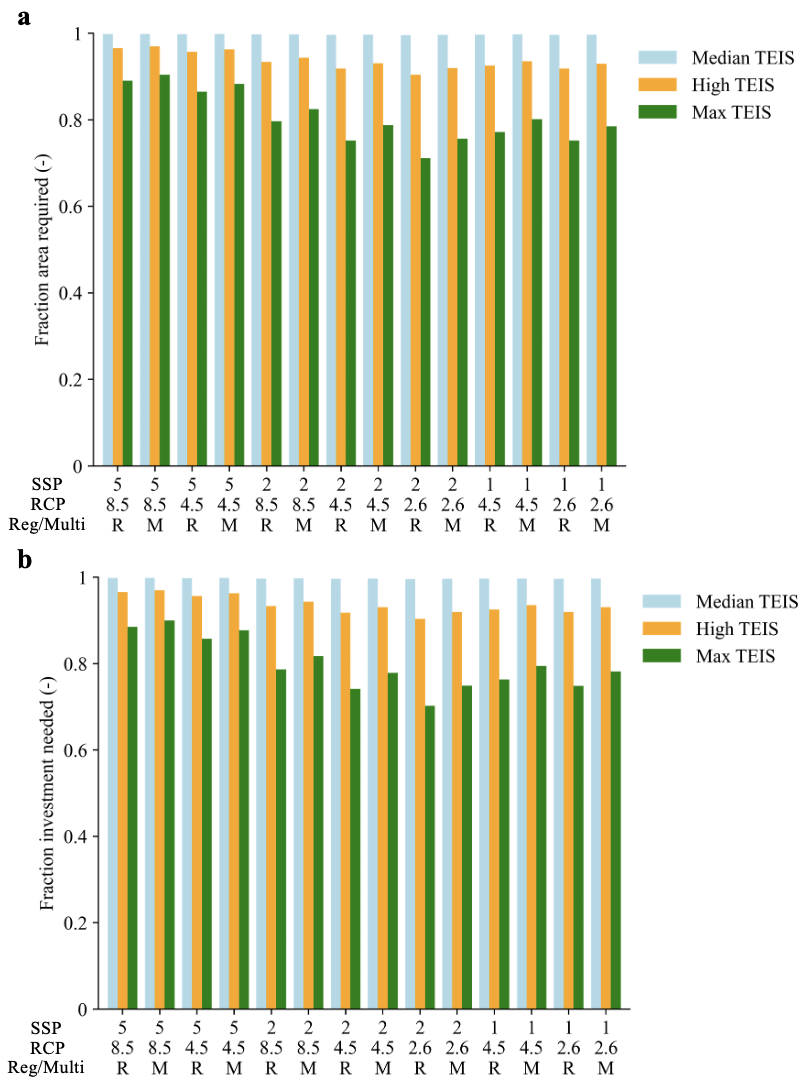 a
1
0.8
0.6
0.4
0.2
0
Fraction area required (-)
Median TEIS
High TEIS
Max TEIS
SSP 5 5 5 5 2 2 2 2 2 2 1 1 1 1
RCP 8.5 8.5 4.5 4.5 8.5 8.5 4.5 4.5 2.6 2.6 4.5 4.5 2.6 2.6
Reg/Multi R M R M R M R M R M R M R M
b
1
0.8
0.6
0.4
0.2
0
Fraction investment needed (-)
Median TEIS
High TEIS
Max TEIS
SSP 5 5 5 5 2 2 2 2 2 2 1 1 1 1
RCP 8.5 8.5 4.5 4.5 8.5 8.5 4.5 4.5 2.6 2.6 4.5 4.5 2.6 2.6
Reg/Multi R M R M R M R M R M R M R M